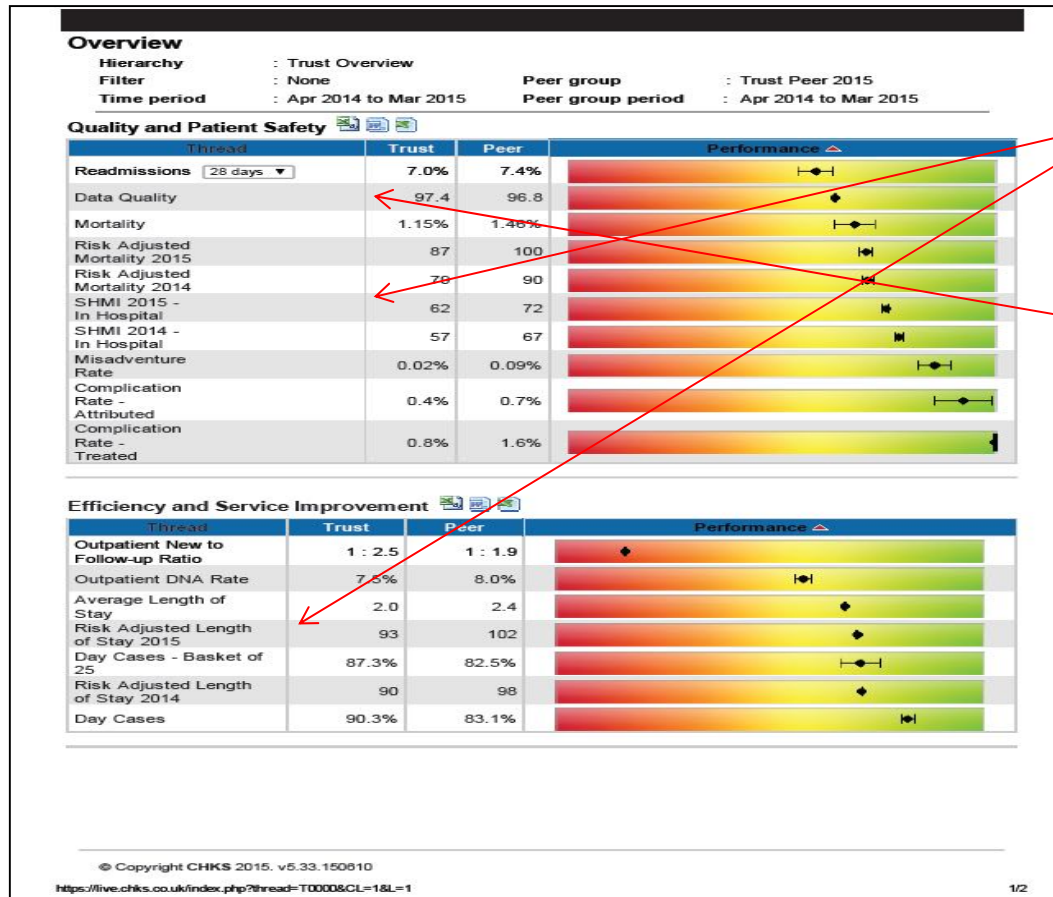 Overview
Hierarchy : Trust Overview
Filter : None Peer group : Trust Peer 2015
Time period : Apr 2014 to Mar 2015 Peer group period : Apr 2014 to Mar 2015
Quality and Patient Safety
Thread Trust Peer Performance
Readmissions 28 days ▼ 7.0% 7.4%
Data Quality 97.4 96.8
Mortality 1.15% 1.46%
Risk Adjusted
Mortality 2015 87 100
Risk Adjusted
Mortality 2014 90
SHMI 2015 -
In Hospital 62 72
SHMI 2014 -
In Hospital 57 67
Misadventure
Rate 0.02% 0.09%
Complication
Rate -
Attributed 0.4% 0.7%
Complication
Rate -
Treated 0.8% 1.6%
Efficiency and Service Improvement
Thread Trust Peer Performance
Outpatient New to
Follow-up Ratio 1 : 2.5 1 : 1.9
Outpatient DNA Rate 7.5% 8.0%
Average Length of
Stay 2.0 2.4
Risk Adjusted Length
of Stay 2015 93 102
Day Cases - Basket of
25 87.3% 82.5%
Risk Adjusted Length
of Stay 2014 90 98
Day Cases 90.3% 83.1%
© Copyright CHKS 2015. v5.33.150610
https://live.chks.co.uk/index.php?thread=T0000&CL=1&L=1 1/2